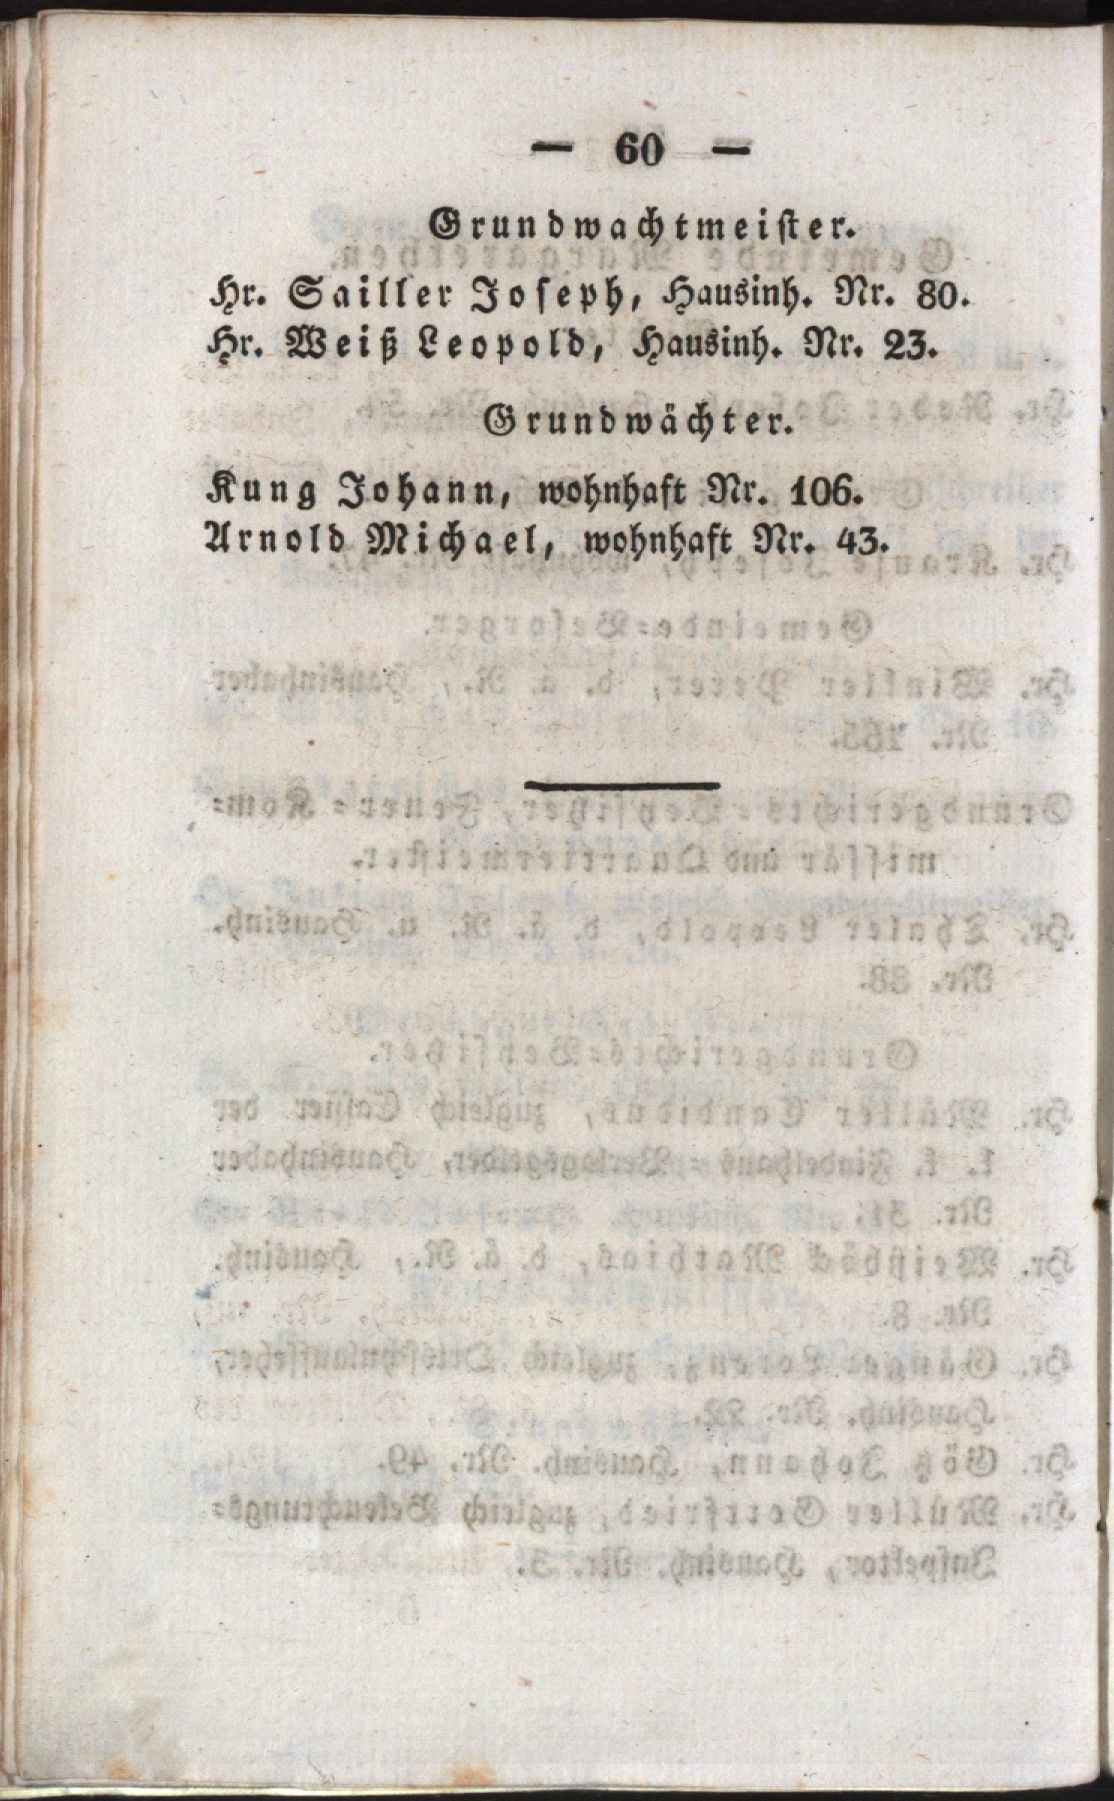 — 60 —
Grundwachtmeister.
Hr. Sailler Joseph, Hausinh. Nr. 80.
Hr. Weiß Leopold, Hausinh. Nr. 23.
Grundwächter.
Kung Johann, wohnhaft Nr. 106.
Arnold Michael, wohnhaft Nr. 43.